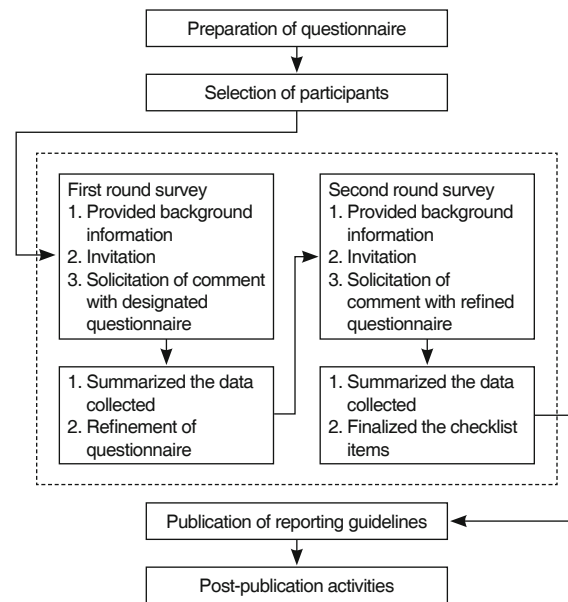 Preparation of questionnaire
Selection of participants
First round survey
1. Provided background
information
2. Invitation
3. Solicitation of comment
with designated
questionnaire
1. Summarized the data
collected
2. Refinement of
questionnaire
Second round survey
1. Provided background
information
2. Invitation
3. Solicitation of
comment with refined
questionnaire
1. Summarized the data
collected
2. Finalized the checklist
items
Publication of reporting guidelines
Post-publication activities